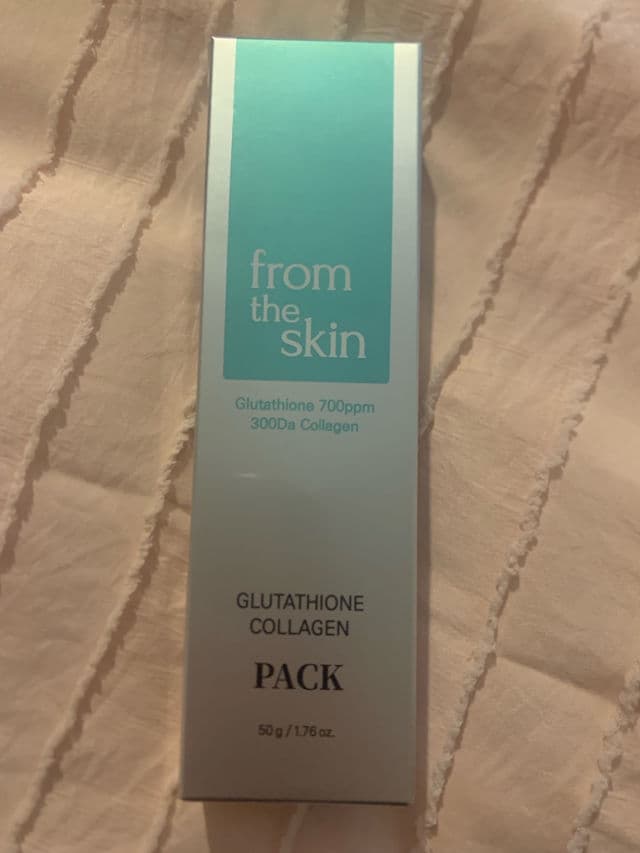 from
the
skin
Glutathione 700ppm
300Da Collagen
GLUTATHIONE
COLLAGEN
PACK
50 g / 1.76 oz.